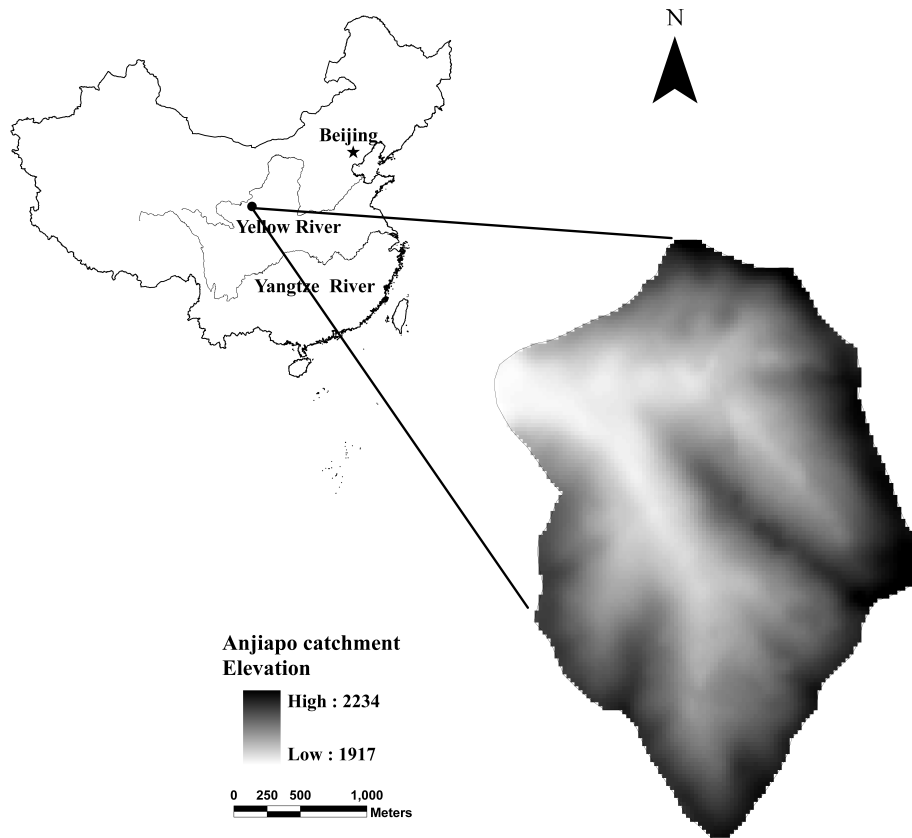 N
Beijing
Yellow River
Yangtze River
Anjiapo catchment
Elevation
High : 2234
Low : 1917
0 250 500 1,000
Meters